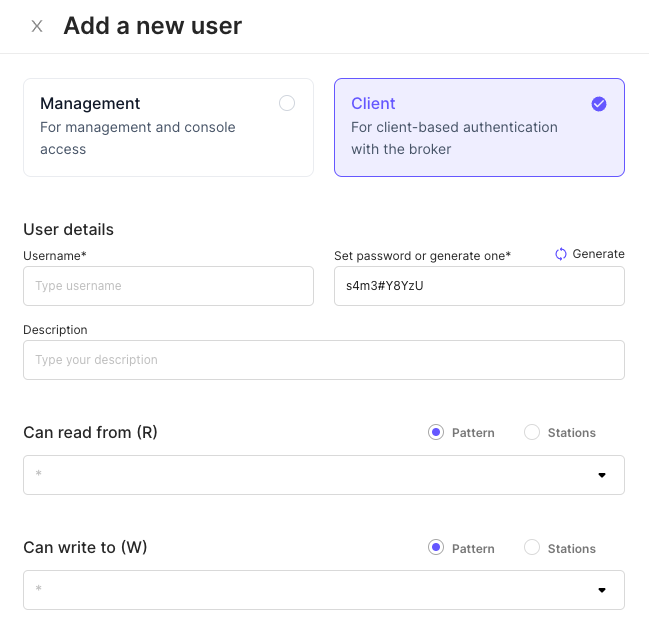 Add a new user
Management
For management and console
access
Client
For client-based authentication
with the broker
User details
Username*
Type username
Set password or generate one*
Generate
s4m3#Y8YzU
Description
Type your description
Can read from (R)
Pattern
Stations
*
Can write to (W)
Pattern
Stations
*